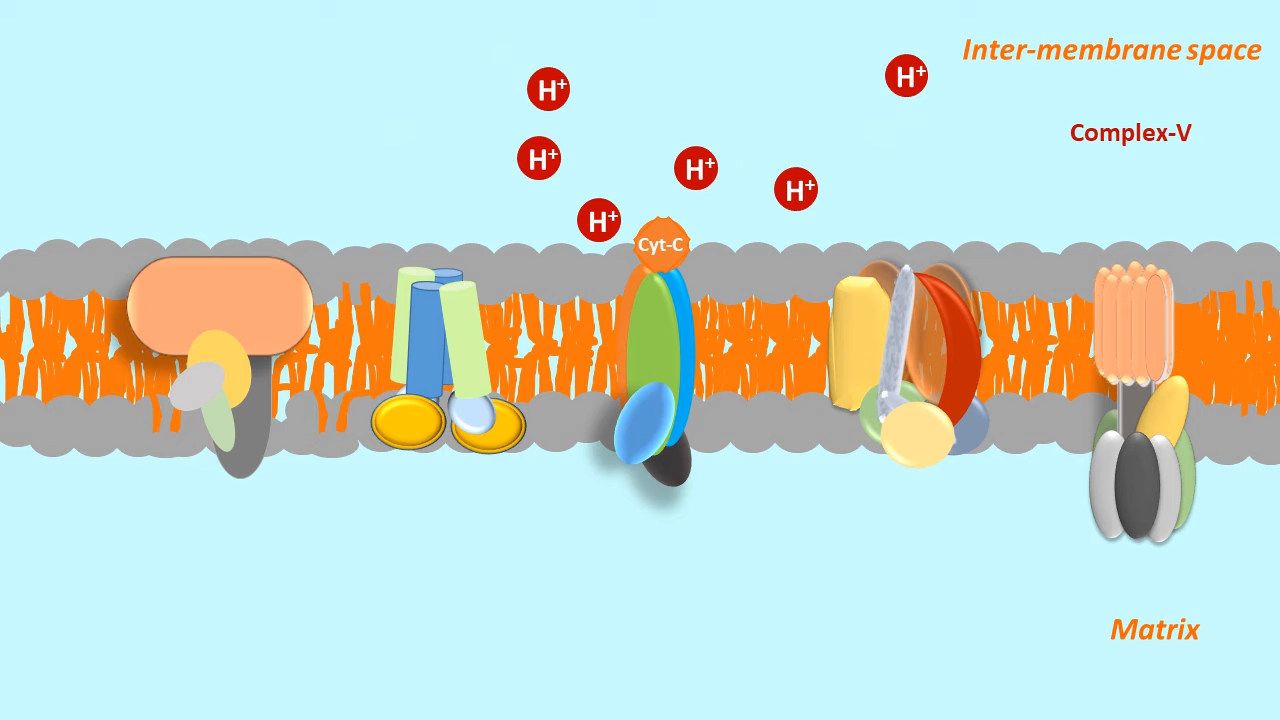 Inter-membrane space
H+
H+
Complex-V
H+
H+
H+
H+
Cyt-C
Matrix